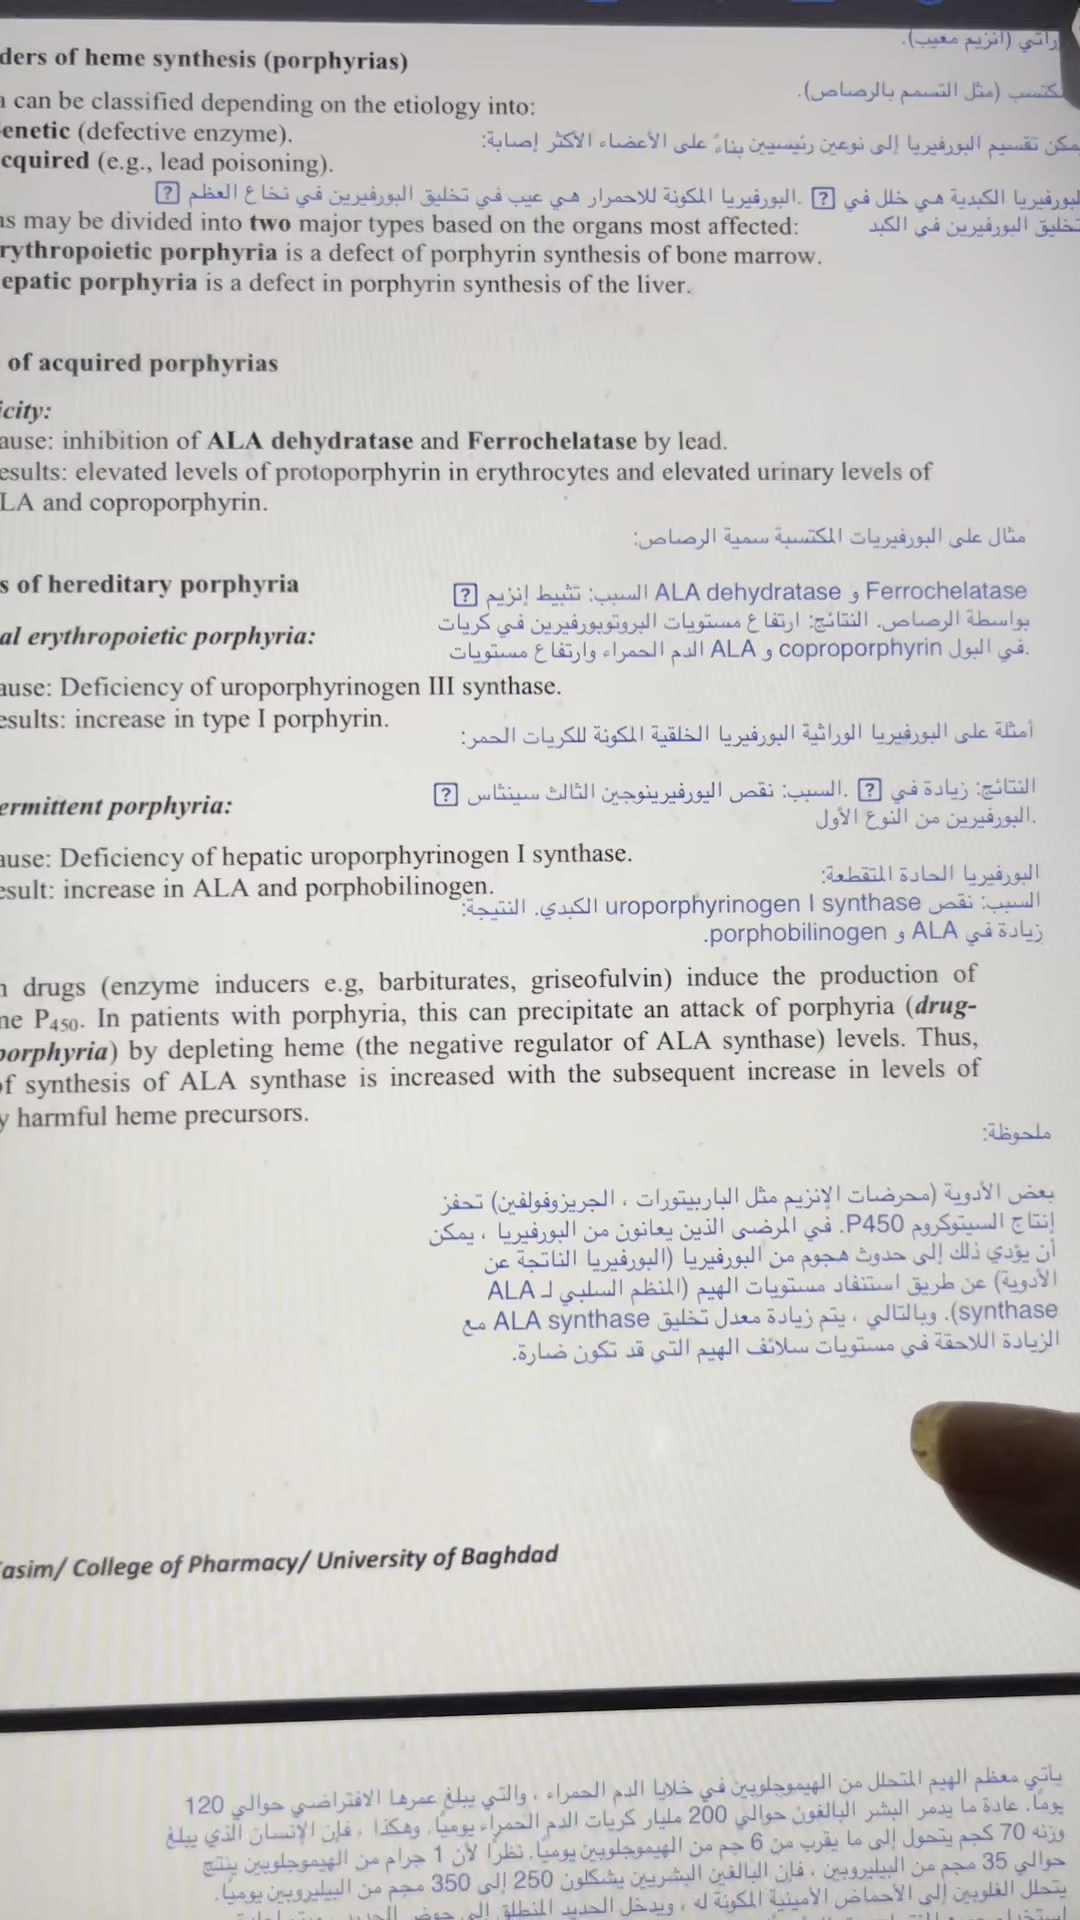 راثي (انزيم معيب).
ders of heme synthesis (porphyrias)
كتسب (مثل التسمم بالرصاص).
a can be classified depending on the etiology into:
enetic (defective enzyme).
مكن تقسيم البورفيريا إلى نوعين رئيسيين بناءً على الأعضاء الأكثر إصابة:
cquired (e.g., lead poisoning).
لبورفيريا الكبدية هي خلل في ? .البورفيريا المكونة للاحمرار هي عيب في تخليق البورفيرين في نخاع العظم ?
تخليق البورفيرين في الكبد
as may be divided into two major types based on the organs most affected:
rythropoietic porphyria is a defect of porphyrin synthesis of bone marrow.
epatic porphyria is a defect in porphyrin synthesis of the liver.
of acquired porphyrias
icity:
ause: inhibition of ALA dehydratase and Ferrochelatase by lead.
esults: elevated levels of protoporphyrin in erythrocytes and elevated urinary levels of
LA and coproporphyrin.
مثال على البورفيريات المكتسبة سمية الرصاص:
s of hereditary porphyria
Ferrochelatase و ALA dehydratase السبب: تثبيط إنزيم ?
بواسطة الرصاص. النتائج: ارتفاع مستويات البروتوبورفيرين في كريات
.في البول coproporphyrin و ALA الدم الحمراء وارتفاع مستويات
al erythropoietic porphyria:
ause: Deficiency of uroporphyrinogen III synthase.
esults: increase in type I porphyrin.
أمثلة على البورفيريا الوراثية البورفيريا الخلقية المكونة للكريات الحمر:
النتائج: زيادة في ? .السبب: نقص اليورفيرينوجين الثالث سينثاس ?
.البورفيرين من النوع الأول
ermittent porphyria:
ause: Deficiency of hepatic uroporphyrinogen I synthase.
esult: increase in ALA and porphobilinogen.
البورفيريا الحادة المتقطعة:
السبب: نقص uroporphyrinogen I synthase الكبدي. النتيجة:
زيادة في ALA و porphobilinogen.
n drugs (enzyme inducers e.g, barbiturates, griseofulvin) induce the production of
me P450. In patients with porphyria, this can precipitate an attack of porphyria (drug-
porphyria) by depleting heme (the negative regulator of ALA synthase) levels. Thus,
of synthesis of ALA synthase is increased with the subsequent increase in levels of
y harmful heme precursors.
ملحوظة:
بعض الأدوية (محرضات الإنزيم مثل الباربيتورات ، الجريزوفولفين) تحفز
إنتاج السيتوكروم P450. في المرضى الذين يعانون من البورفيريا ، يمكن
أن يؤدي ذلك إلى حدوث هجوم من البورفيريا (البورفيريا الناتجة عن
الأدوية) عن طريق استنفاد مستويات الهيم (المنظم السلبي لـ ALA
synthase). وبالتالي ، يتم زيادة معدل تخليق ALA synthase مع
الزيادة اللاحقة في مستويات سلائف الهيم التي قد تكون ضارة.
asim/ College of Pharmacy/ University of Baghdad
يأتي معظم الهيم المتحلل من الهيموجلوبين في خلايا الدم الحمراء ، والتي يبلغ عمرها الافتراضي حوالي 120
يومًا. عادة ما يدمر البشر البالغون حوالي 200 مليار كريات الدم الحمراء يوميًا. وهكذا ، فإن الإنسان الذي يبلغ
وزنه 70 كجم يتحول إلى ما يقرب من 6 جم من الهيموجلوبين يوميًا. نظرًا لأن 1 جرام من الهيموجلوبين ينتج
حوالي 35 مجم من البيليروبين ، فإن البالغين البشريين يشكلون 250 إلى 350 مجم من البيليروبين يوميًا.
يتحلل الغلوبين إلى الأحماض الأمينية المكونة له ، ويدخل الحديد المنطلق إلى حوض الحديد